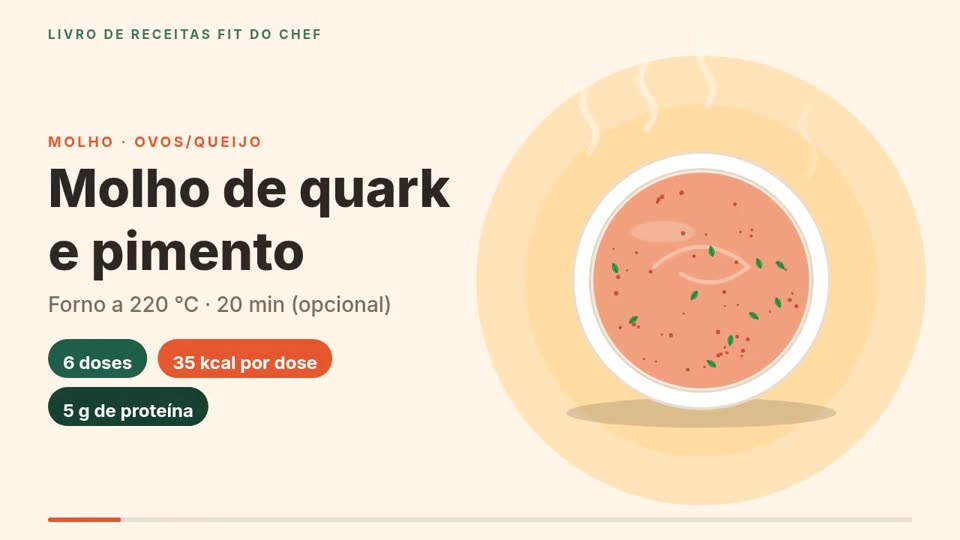 LIVRO DE RECEITAS FIT DO CHEF
MOLHO · OVOS/QUEIJO
Molho de quark
e pimento
Forno a 220 °C · 20 min (opcional)
6 doses
35 kcal por dose
5 g de proteína